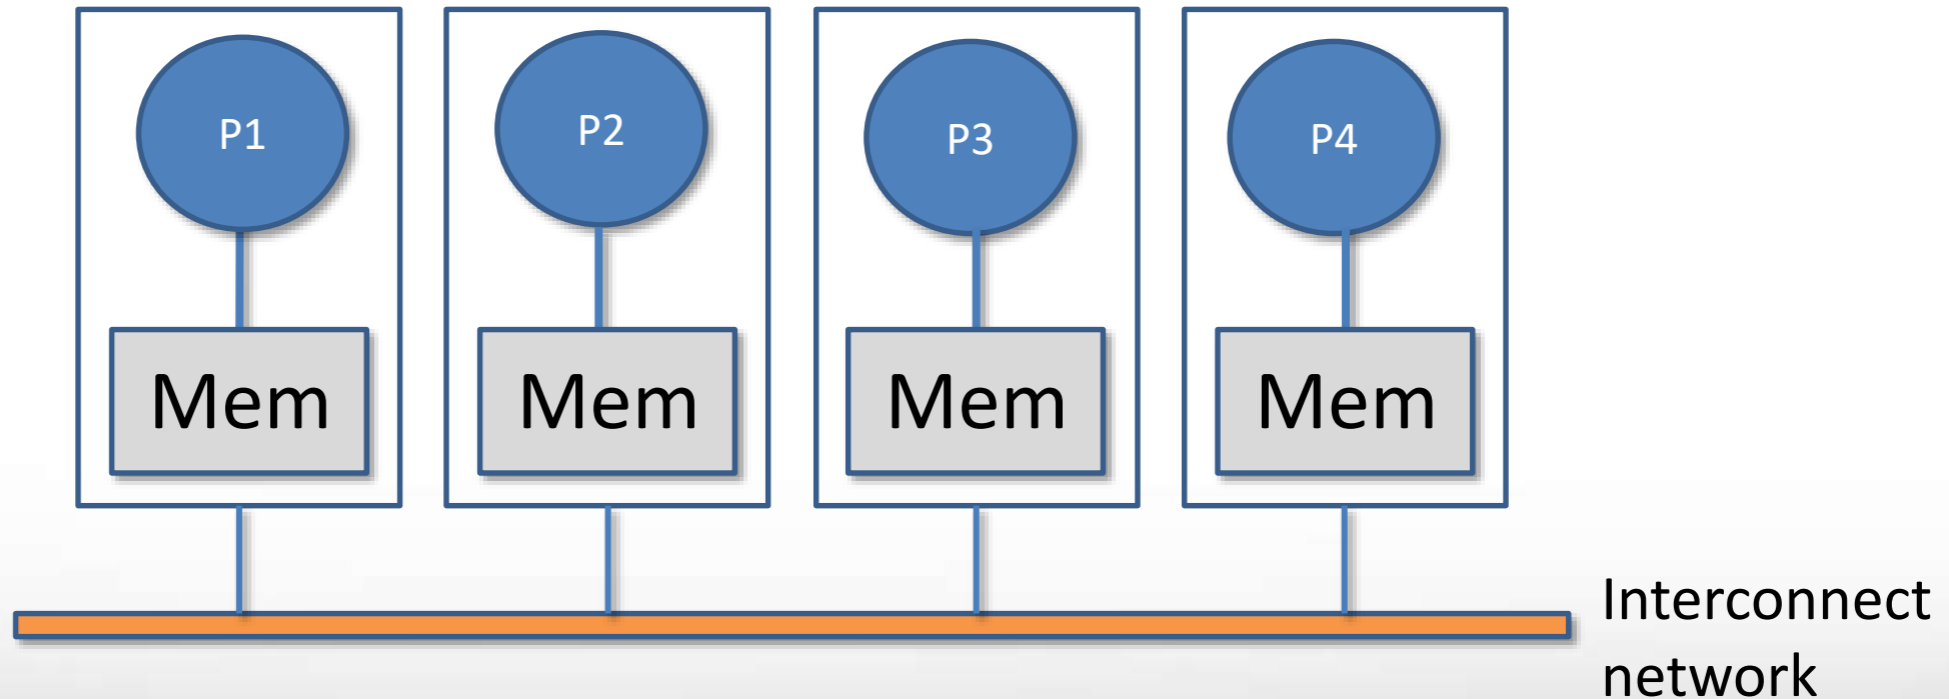 P1
P2
P3
P4
Mem
Mem
Mem
Mem
Interconnect
network